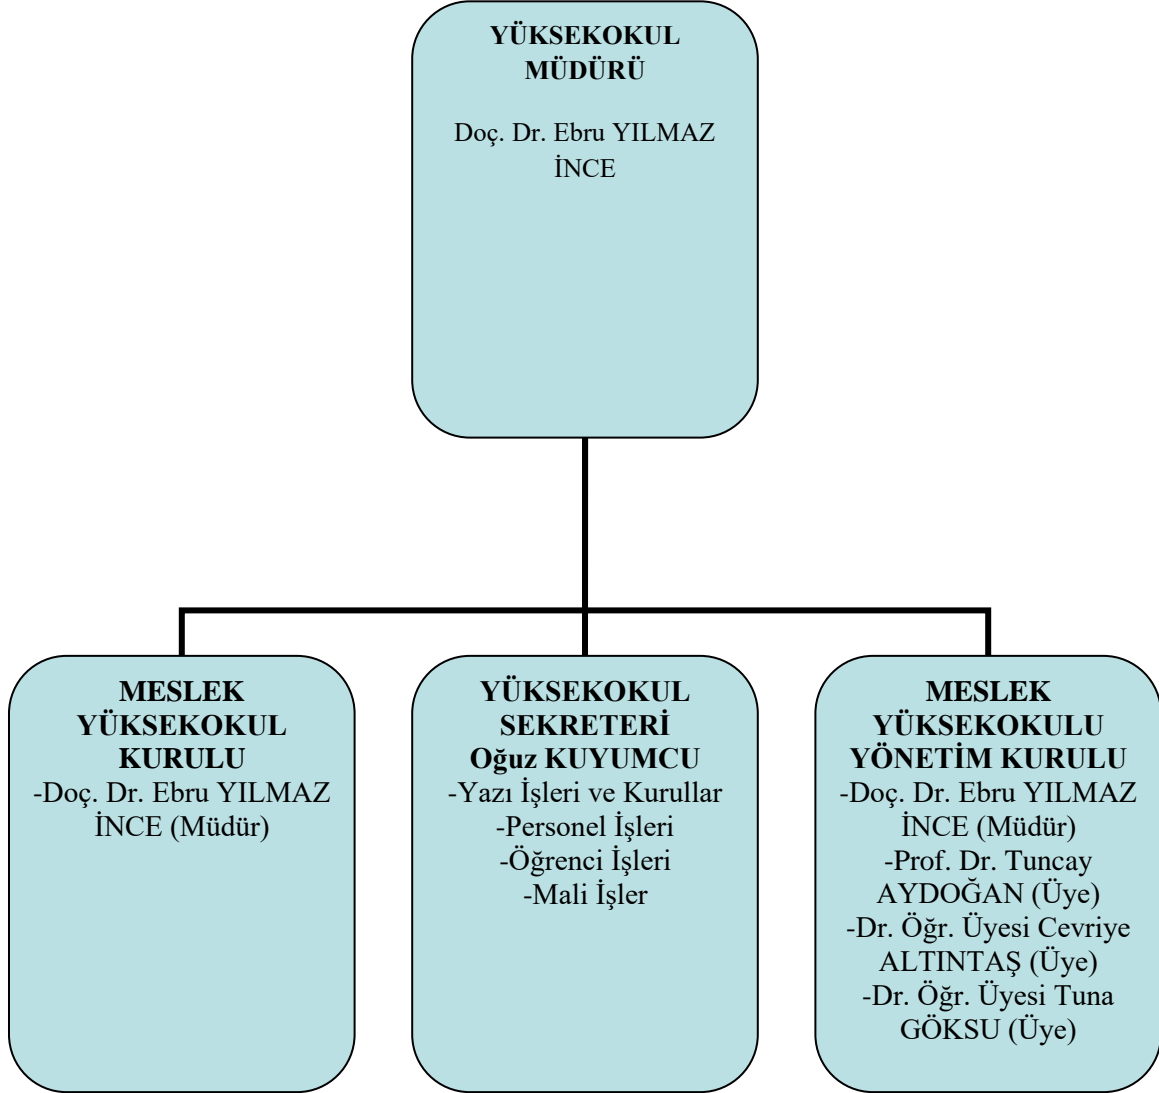 YÜKSEKOKUL
MÜDÜRÜ
Doç. Dr. Ebru YILMAZ
İNCE
MESLEK
YÜKSEKOKUL
KURULU
-Doç. Dr. Ebru YILMAZ
İNCE (Müdür)
YÜKSEKOKUL
SEKRETERİ
Oğuz KUYUMCU
-Yazı İşleri ve Kurullar
-Personel İşleri
-Öğrenci İşleri
-Mali İşler
MESLEK
YÜKSEKOKULU
YÖNETİM KURULU
-Doç. Dr. Ebru YILMAZ
İNCE (Müdür)
-Prof. Dr. Tuncay
AYDOĞAN (Üye)
-Dr. Öğr. Üyesi Cevriye
ALTINTAŞ (Üye)
-Dr. Öğr. Üyesi Tuna
GÖKSU (Üye)